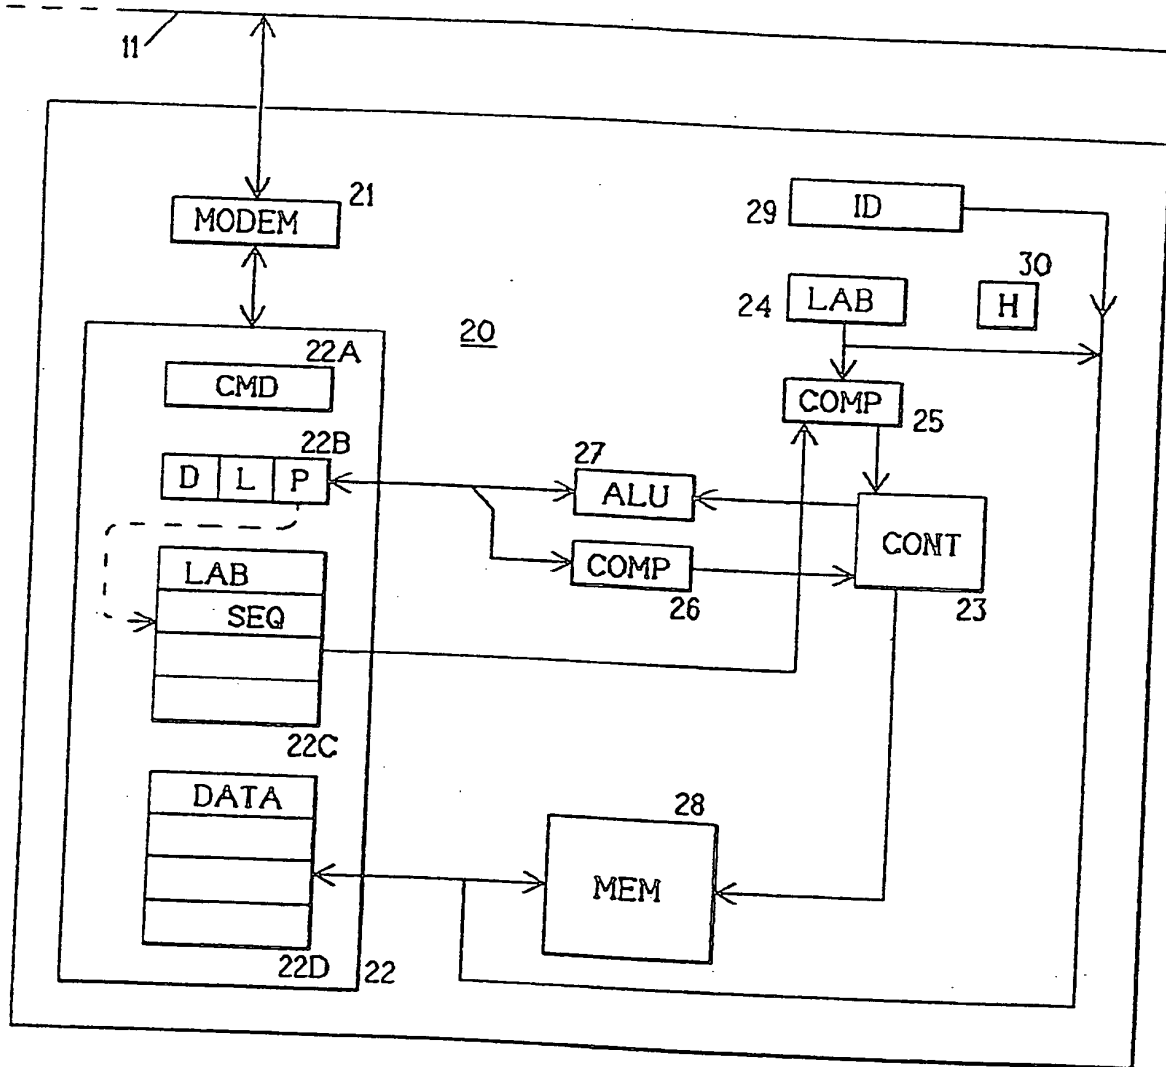 11
21
MODEM
29
ID
30
H
24
LAB
20
22A
CMD
COMP
25
22B
D L P
27
ALU
CONT
23
LAB
SEQ
COMP
26
22C
DATA
28
MEM
22D
22